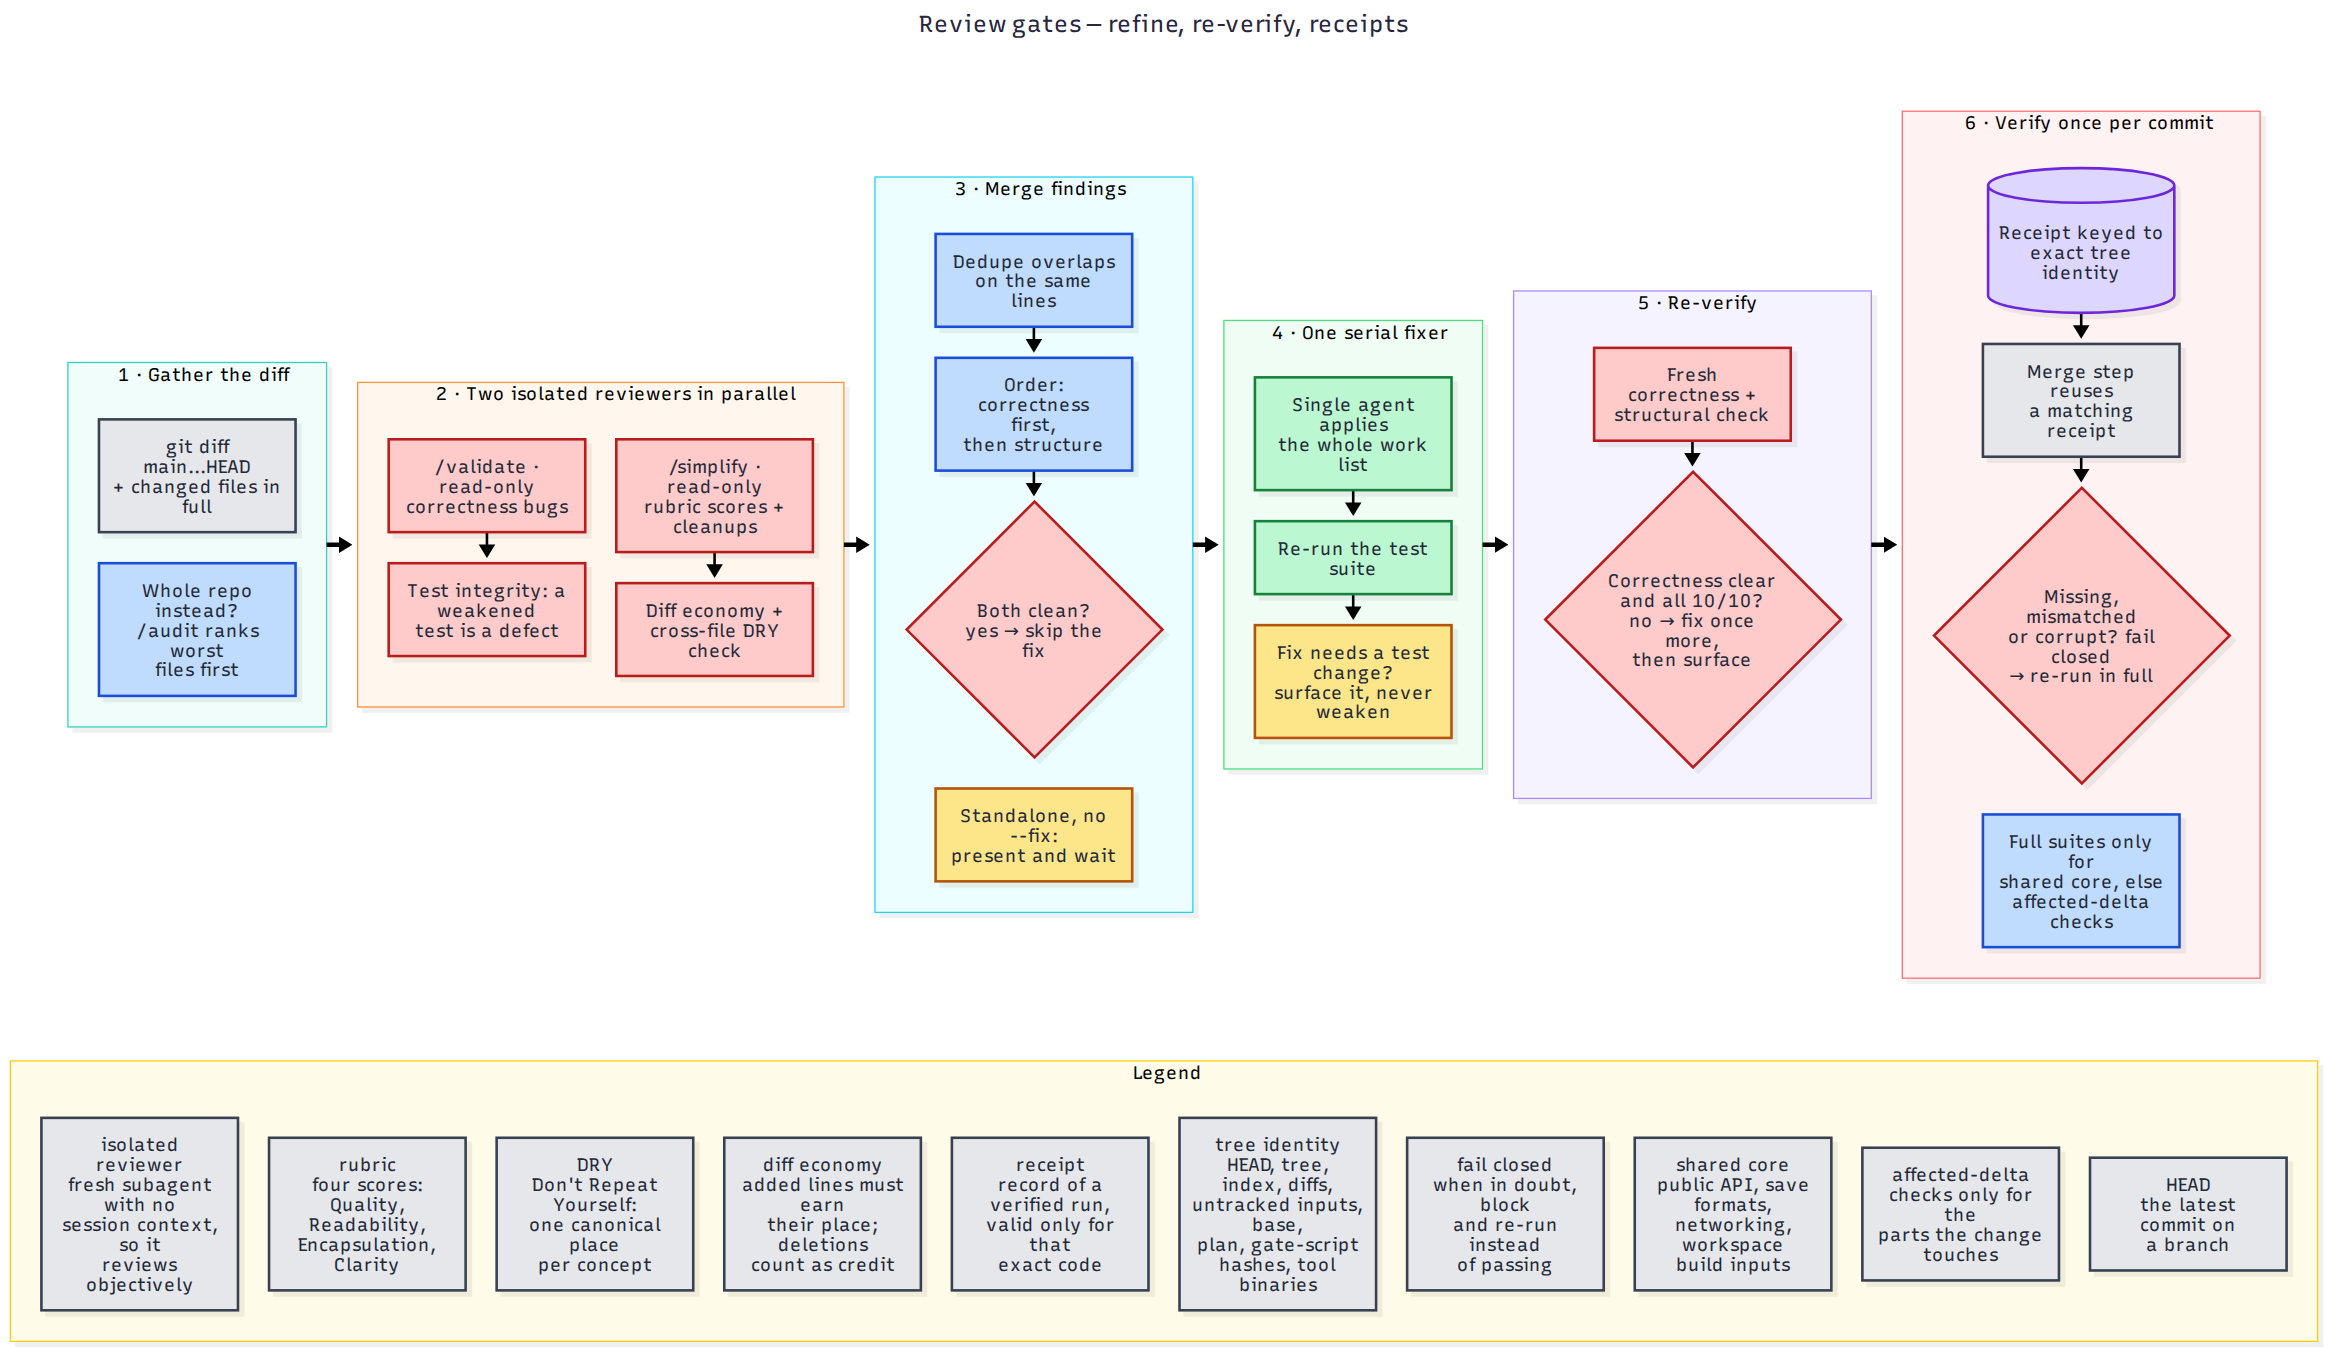 Review gates — refine, re-verify, receipts
1 · Gather the diff
git diff
main...HEAD
+ changed files in
full
Whole repo
instead?
/audit ranks
worst
files first
2 · Two isolated reviewers in parallel
/validate ·
read-only
correctness bugs
Test integrity: a
weakened
test is a defect
/simplify ·
read-only
rubric scores +
cleanups
Diff economy +
cross-file DRY
check
3 · Merge findings
Dedupe overlaps
on the same
lines
Order:
correctness
first,
then structure
Both clean?
yes → skip the
fix
Standalone, no
--fix:
present and wait
4 · One serial fixer
Single agent
applies
the whole work
list
Re-run the test
suite
Fix needs a test
change?
surface it, never
weaken
5 · Re-verify
Fresh
correctness +
structural check
Correctness clear
and all 10/10?
no → fix once
more,
then surface
6 · Verify once per commit
Receipt keyed to
exact tree
identity
Merge step
reuses
a matching
receipt
Missing,
mismatched
or corrupt? fail
closed
→ re-run in full
Full suites only
for
shared core, else
affected-delta
checks
Legend
isolated
reviewer
fresh subagent
with no
session context,
so it
reviews
objectively
rubric
four scores:
Quality,
Readability,
Encapsulation,
Clarity
DRY
Don't Repeat
Yourself:
one canonical
place
per concept
diff economy
added lines must
earn
their place;
deletions
count as credit
receipt
record of a
verified run,
valid only for
that
exact code
tree identity
HEAD, tree,
index, diffs,
untracked inputs,
base,
plan, gate-script
hashes, tool
binaries
fail closed
when in doubt,
block
and re-run
instead
of passing
shared core
public API, save
formats,
networking,
workspace
build inputs
affected-delta
checks only for
the
parts the change
touches
HEAD
the latest
commit on
a branch